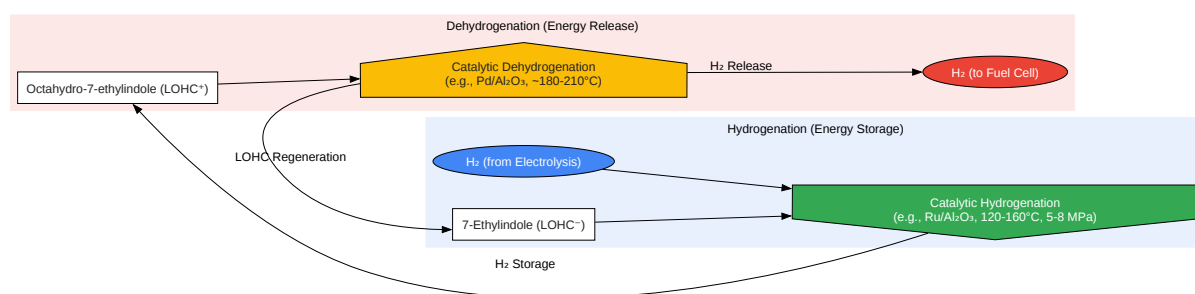 Dehydrogenation (Energy Release)
Octahydro-7-ethylindole (LOHC⁺)
Catalytic Dehydrogenation
(e.g., Pd/Al₂O₃, ~180-210°C)
H₂ Release
H₂ (to Fuel Cell)
Hydrogenation (Energy Storage)
LOHC Regeneration
H₂ (from Electrolysis)
7-Ethylindole (LOHC⁻)
Catalytic Hydrogenation
(e.g., Ru/Al₂O₃, 120-160°C, 5-8 MPa)
H₂ Storage